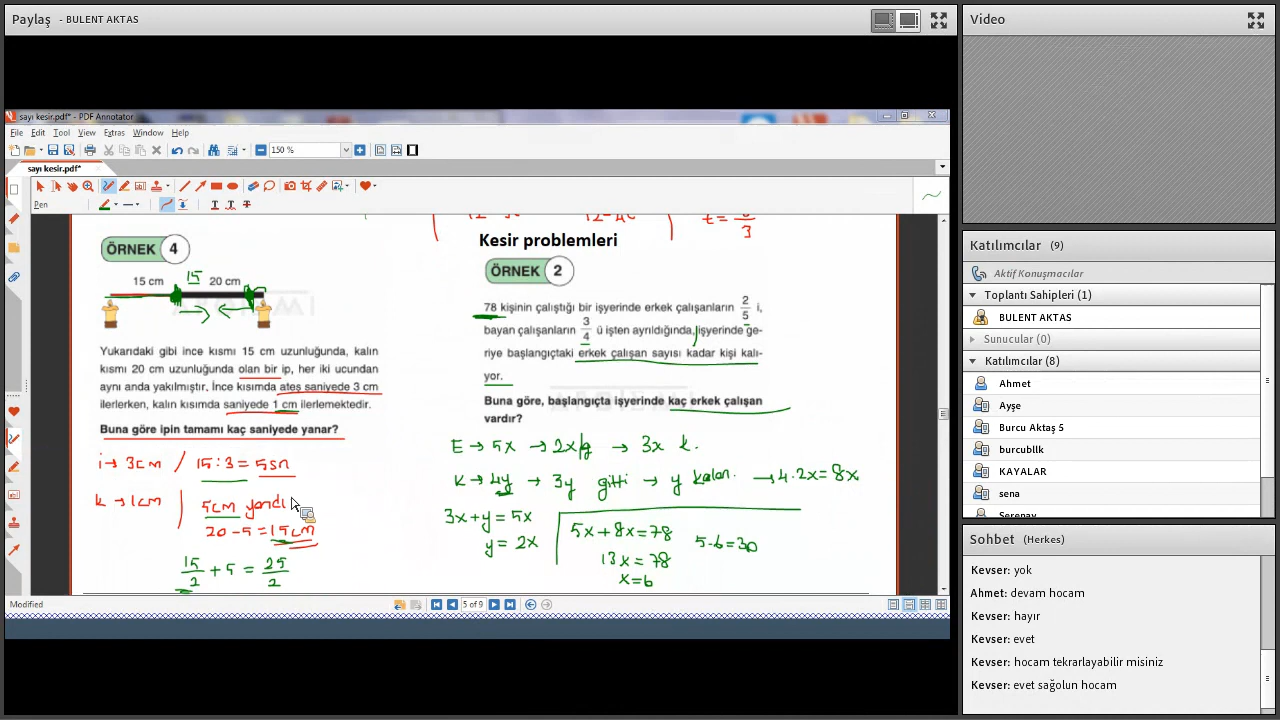 Paylaş - BULENT AKTAS
sayı kesir.pdf* - PDF Annotator
File Edit Tool View Extras Window Help
150 %
sayı kesir.pdf*
Pen
ÖRNEK 4
15 cm 15 20 cm
Yukarıdaki gibi ince kısmı 15 cm uzunluğunda, kalın
kısmı 20 cm uzunluğunda olan bir ip, her iki ucundan
aynı anda yakılmıştır. İnce kısımda ateş saniyede 3 cm
ilerlerken, kalın kısımda saniyede 1 cm ilerlemektedir.
Buna göre ipin tamamı kaç saniyede yanar?
i→ 3cm / 15:3 = 5sn
k → 1cm | 5cm yandı
20-5 = 15cm
15/2 + 5 = 25/2
Kesir problemleri
ÖRNEK 2
78 kişinin çalıştığı bir işyerinde erkek çalışanların 2/5 i,
bayan çalışanların 3/4 ü işten ayrıldığında, işyerinde ge-
riye başlangıçtaki erkek çalışan sayısı kadar kişi kalı-
yor.
Buna göre, başlangıçta işyerinde kaç erkek çalışan
vardır?
E → 5x → 2x g → 3x k.
K → 4y → 3y gitti → y kalan. → 4.2x = 8x
3x+y = 5x
y = 2x
5x+8x=78
13x = 78
x=6
5.6=30
Modified
5 of 9
Video
Katılımcılar (9)
Aktif Konuşmacılar
Toplantı Sahipleri (1)
BULENT AKTAS
Sunucular (0)
Katılımcılar (8)
Ahmet
Ayşe
Burcu Aktaş 5
burcubllk
KAYALAR
sena
Serenay
Sohbet (Herkes)
Kevser: yok
Ahmet: devam hocam
Kevser: hayır
Kevser: evet
Kevser: hocam tekrarlayabilir misiniz
Kevser: evet sağolun hocam